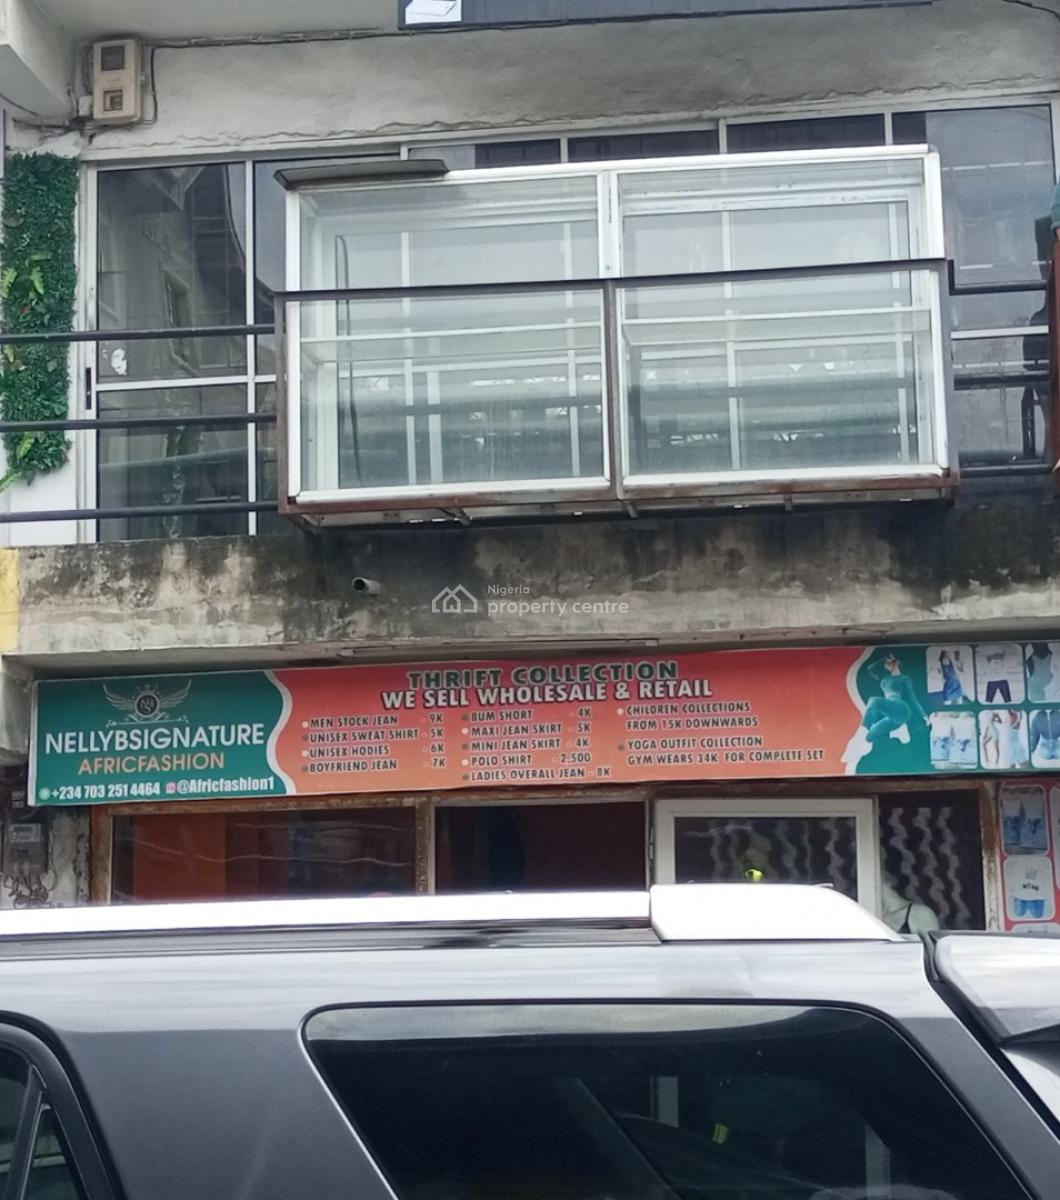 Nigeria
property centre
THRIFT COLLECTION
WE SELL WHOLESALE & RETAIL
NBS
NELLYBSIGNATURE
AFRICFASHION
+234 703 251 4464 @Africfashion1
MEN STOCK JEAN - 9K
UNISEX SWEAT SHIRT - 5K
UNISEX HODIES - 6K
BOYFRIEND JEAN - 7K
BUM SHORT - 4K
MAXI JEAN SKIRT - 5K
MINI JEAN SKIRT - 4K
POLO SHIRT - 2,500
LADIES OVERALL JEAN - 8K
CHILDREN COLLECTIONS
FROM 15K DOWNWARDS
YOGA OUTFIT COLLECTION
GYM WEARS 34K FOR COMPLETE SET